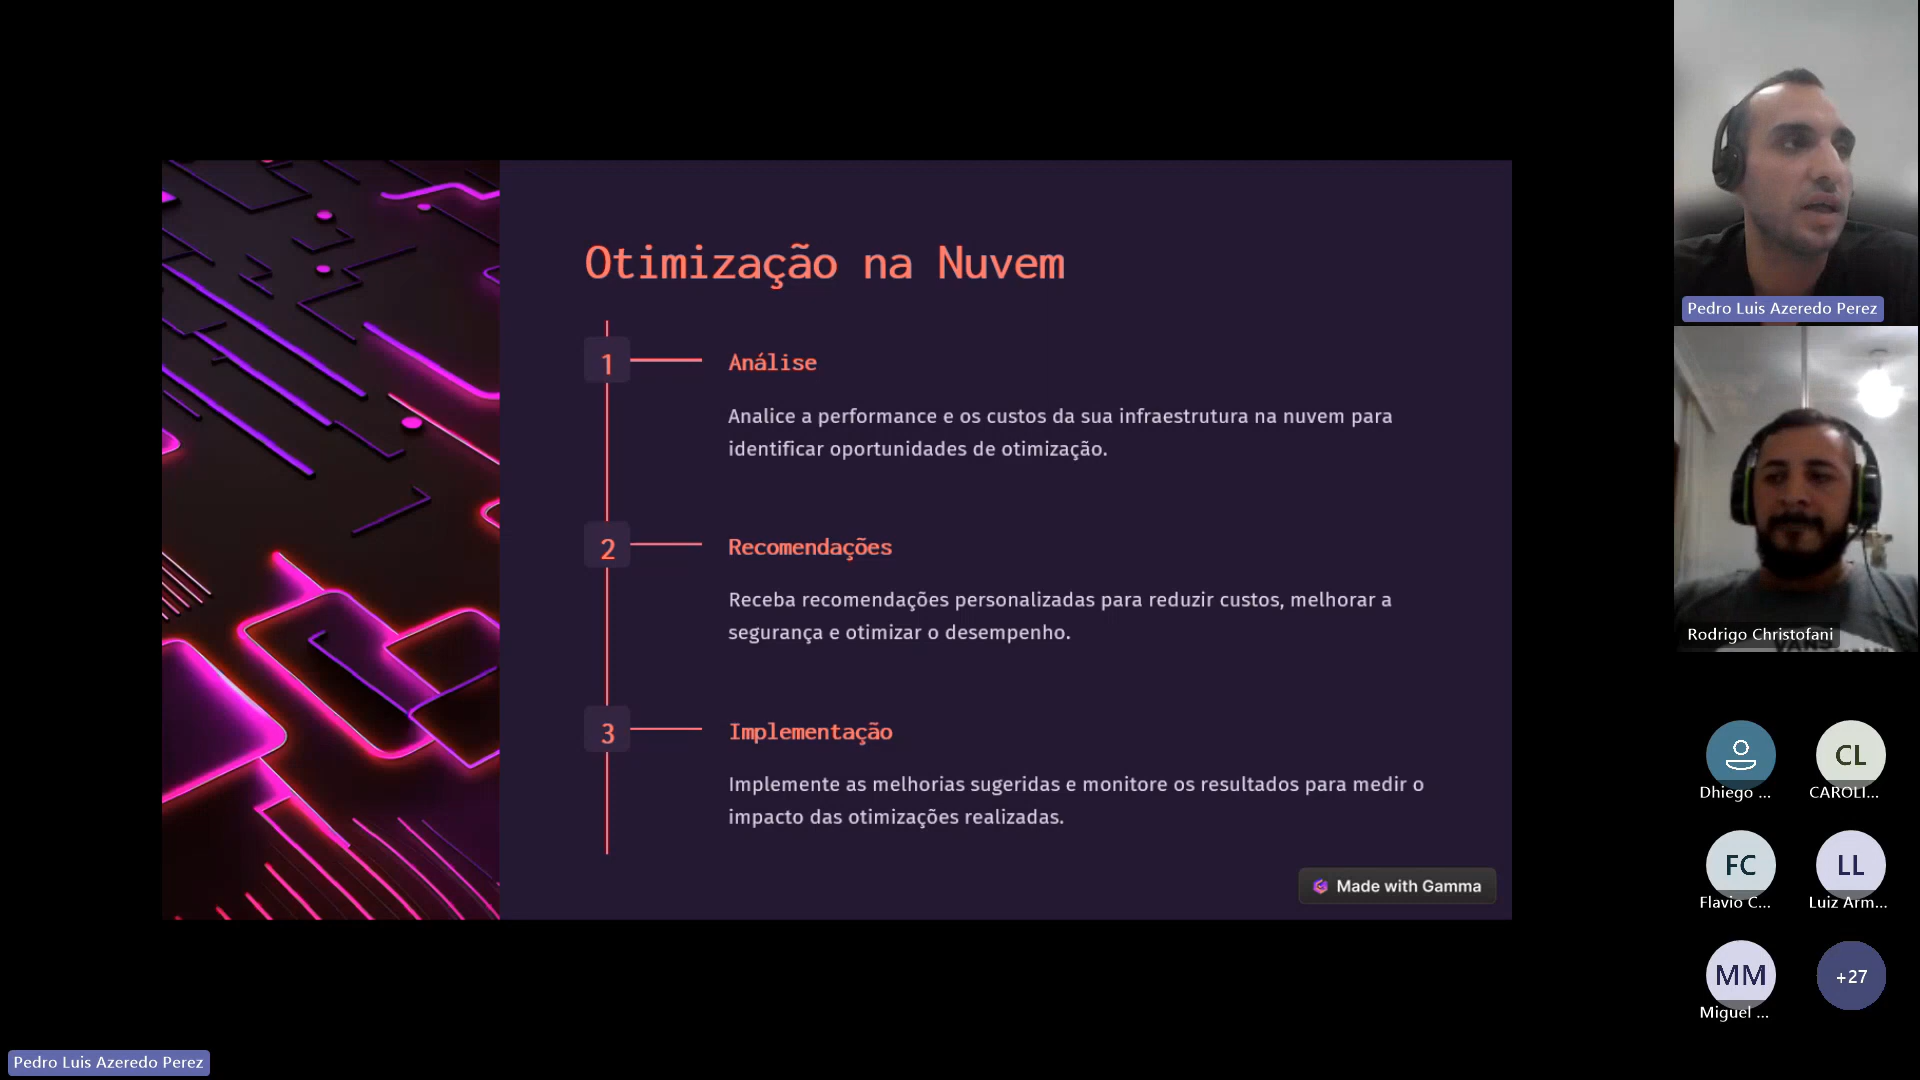 Otimização na Nuvem
1
Análise
Analice a performance e os custos da sua infraestrutura na nuvem para
identificar oportunidades de otimização.
2
Recomendações
Receba recomendações personalizadas para reduzir custos, melhorar a
segurança e otimizar o desempenho.
3
Implementação
Implemente as melhorias sugeridas e monitore os resultados para medir o
impacto das otimizações realizadas.
Made with Gamma
Pedro Luis Azeredo Perez
Rodrigo Christofani
VANS
Dhiego ...
CL
CAROLI...
FC
Flavio C...
LL
Luiz Arm...
MM
Miguel ...
+27
Pedro Luis Azeredo Perez